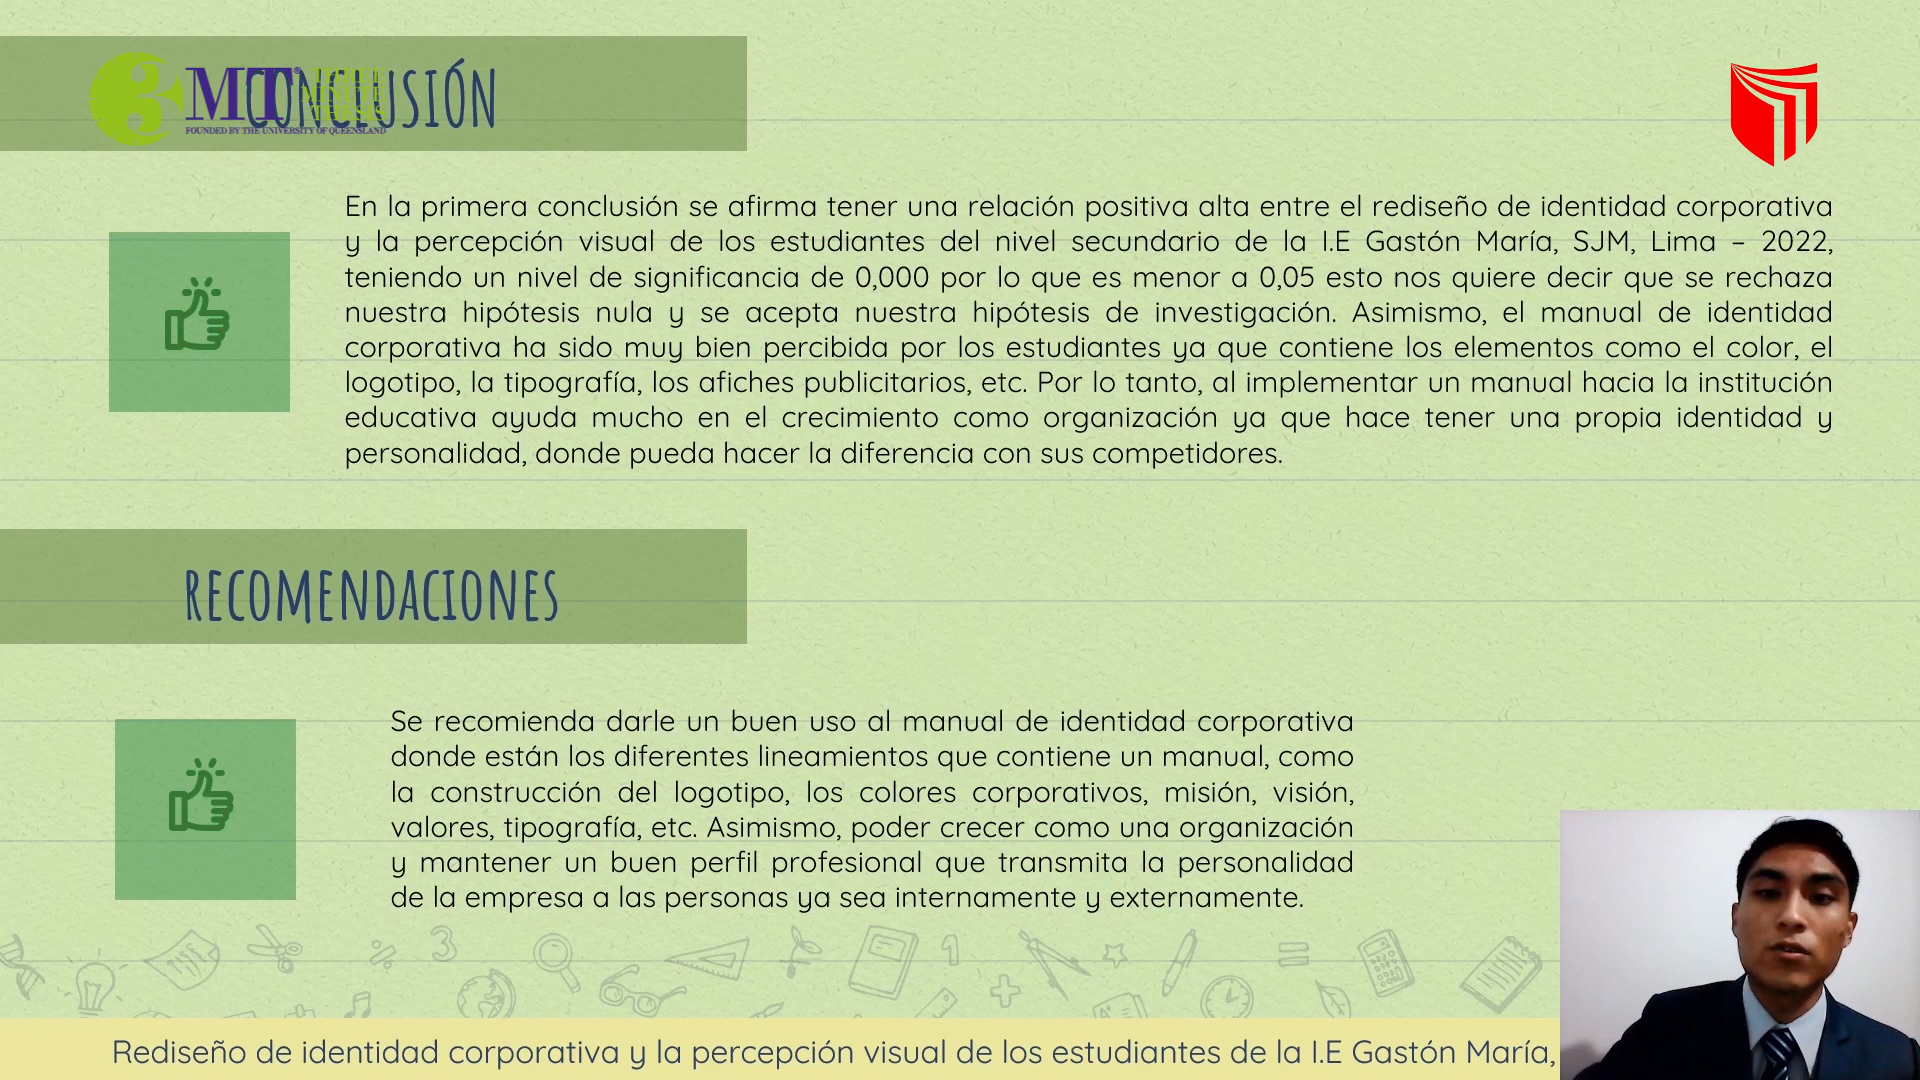 3MT
CONCLUSIÓN
FOUNDED BY THE UNIVERSITY OF QUEENSLAND
En la primera conclusión se afirma tener una relación positiva alta entre el rediseño de identidad corporativa
y la percepción visual de los estudiantes del nivel secundario de la I.E Gastón María, SJM, Lima – 2022,
teniendo un nivel de significancia de 0,000 por lo que es menor a 0,05 esto nos quiere decir que se rechaza
nuestra hipótesis nula y se acepta nuestra hipótesis de investigación. Asimismo, el manual de identidad
corporativa ha sido muy bien percibida por los estudiantes ya que contiene los elementos como el color, el
logotipo, la tipografía, los afiches publicitarios, etc. Por lo tanto, al implementar un manual hacia la institución
educativa ayuda mucho en el crecimiento como organización ya que hace tener una propia identidad y
personalidad, donde pueda hacer la diferencia con sus competidores.
RECOMENDACIONES
Se recomienda darle un buen uso al manual de identidad corporativa
donde están los diferentes lineamientos que contiene un manual, como
la construcción del logotipo, los colores corporativos, misión, visión,
valores, tipografía, etc. Asimismo, poder crecer como una organización
y mantener un buen perfil profesional que transmita la personalidad
de la empresa a las personas ya sea internamente y externamente.
Rediseño de identidad corporativa y la percepción visual de los estudiantes de la I.E Gastón María,